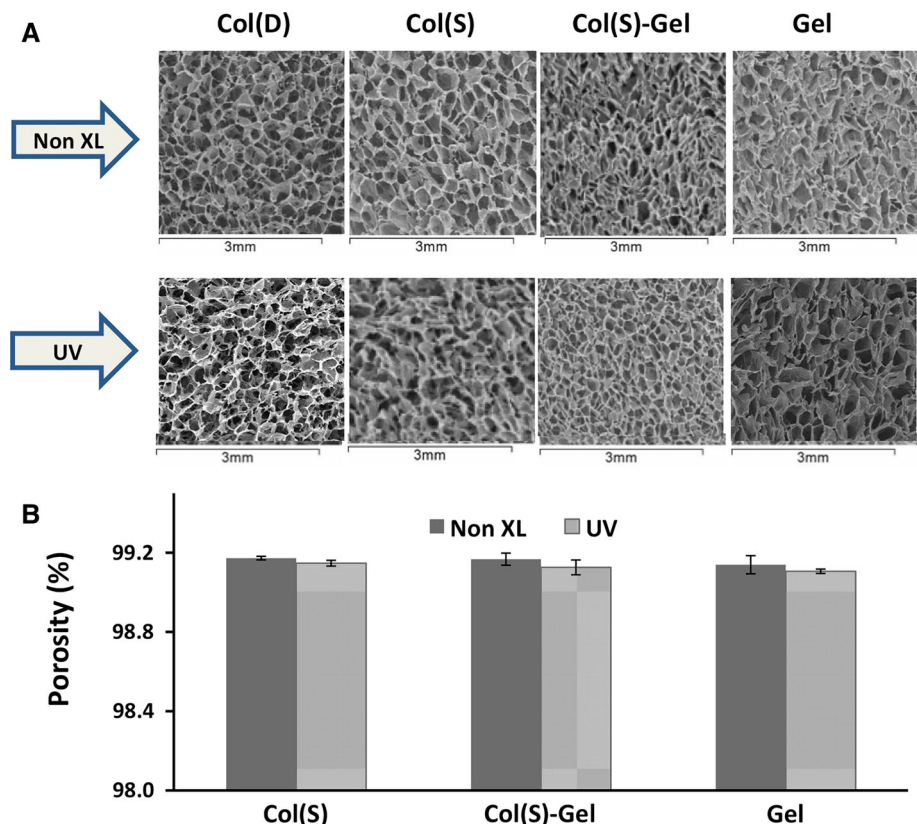 A
Col(D) Col(S) Col(S)-Gel Gel
Non XL
3mm 3mm 3mm 3mm
UV
3mm 3mm 3mm 3mm
B
Non XL UV
Porosity (%)
99.2
98.8
98.4
98.0
Col(S) Col(S)-Gel Gel